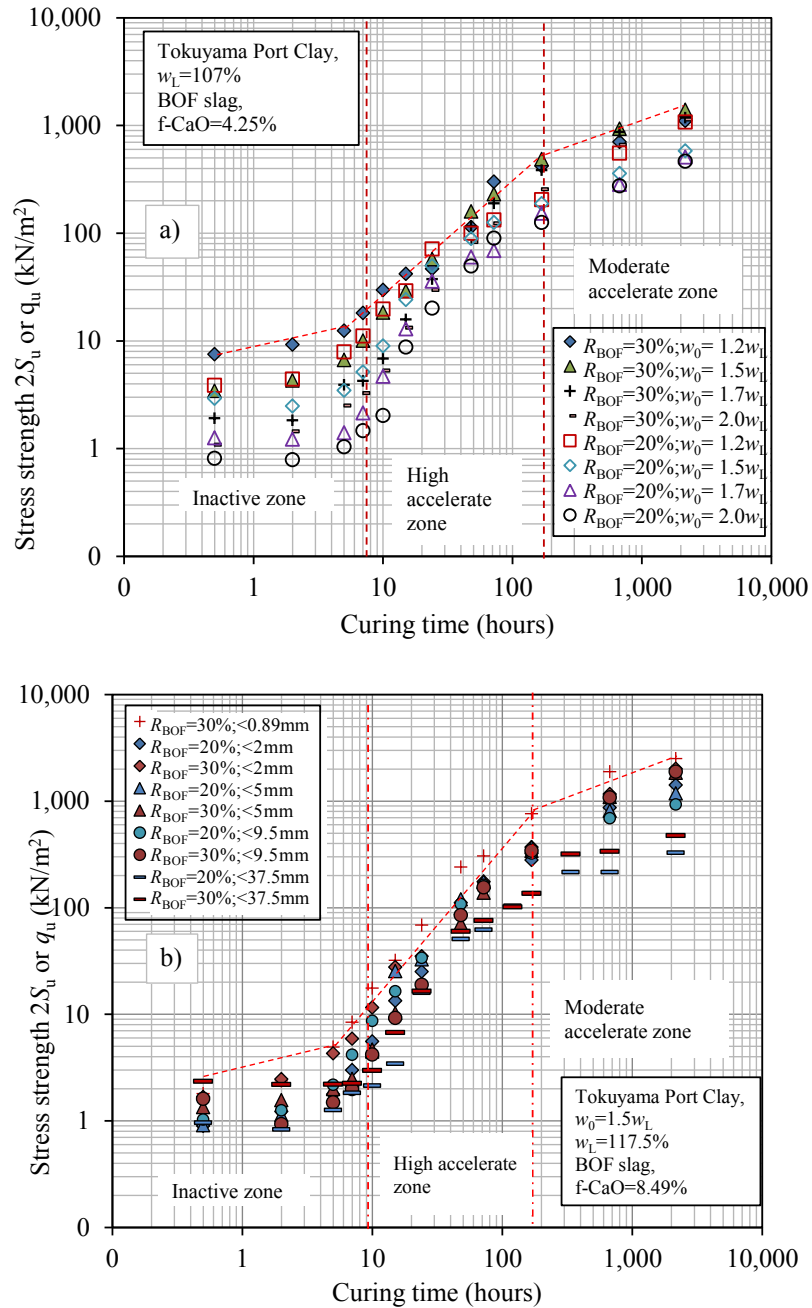 10,000
1,000
100
10
1
0
Stress strength 2Su or qu (kN/m²)
Tokuyama Port Clay,
wL=107%
BOF slag,
f-CaO=4.25%
a)
Moderate
accelerate zone
Inactive zone
High
accelerate
zone
RBOF=30%;w0= 1.2wL
RBOF=30%;w0= 1.5wL
RBOF=30%;w0= 1.7wL
RBOF=30%;w0= 2.0wL
RBOF=20%;w0= 1.2wL
RBOF=20%;w0= 1.5wL
RBOF=20%;w0= 1.7wL
RBOF=20%;w0= 2.0wL
0 1 10 100 1,000 10,000
Curing time (hours)
10,000
1,000
100
10
1
0
Stress strength 2Su or qu (kN/m²)
RBOF=30%;<0.89mm
RBOF=20%;<2mm
RBOF=30%;<2mm
RBOF=20%;<5mm
RBOF=30%;<5mm
RBOF=20%;<9.5mm
RBOF=30%;<9.5mm
RBOF=20%;<37.5mm
RBOF=30%;<37.5mm
b)
Moderate
accelerate zone
Inactive zone
High accelerate
zone
Tokuyama Port Clay,
w0=1.5wL
wL=117.5%
BOF slag,
f-CaO=8.49%
0 1 10 100 1,000 10,000
Curing time (hours)